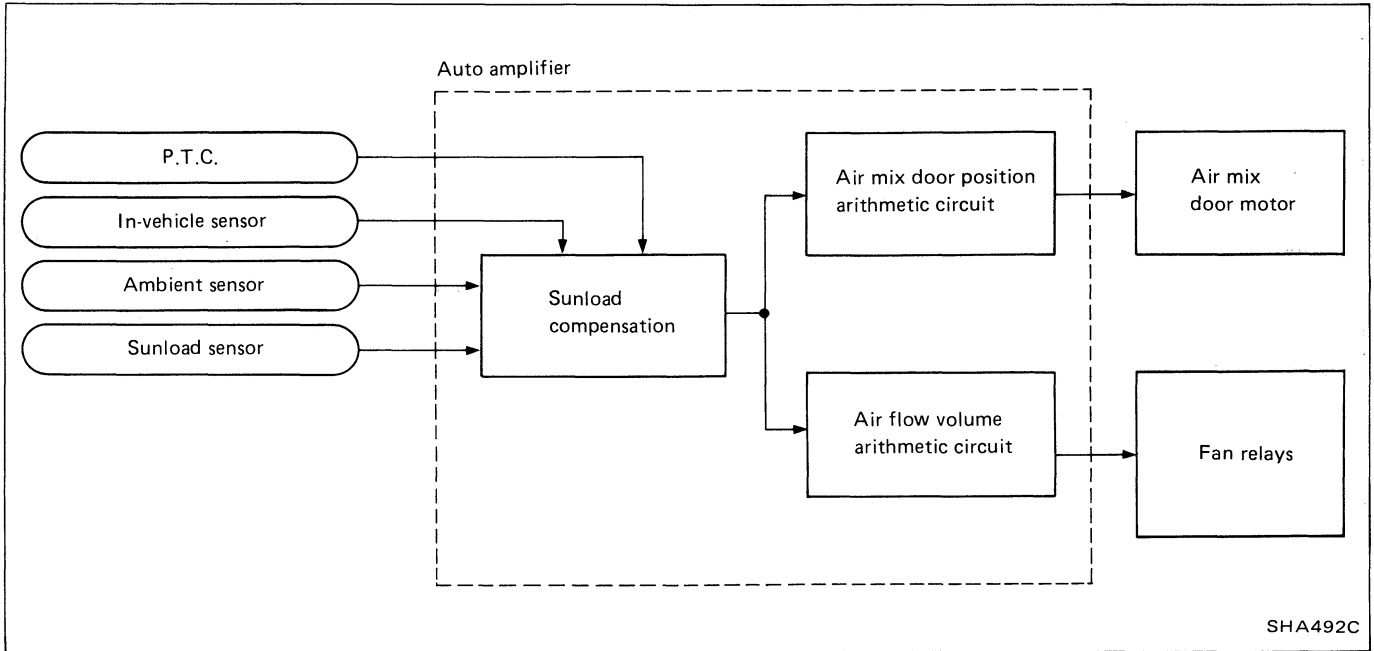 Auto amplifier
P.T.C.
In-vehicle sensor
Ambient sensor
Sunload sensor
Sunload
compensation
Air mix door position
arithmetic circuit
Air mix
door motor
Air flow volume
arithmetic circuit
Fan relays
SHA492C